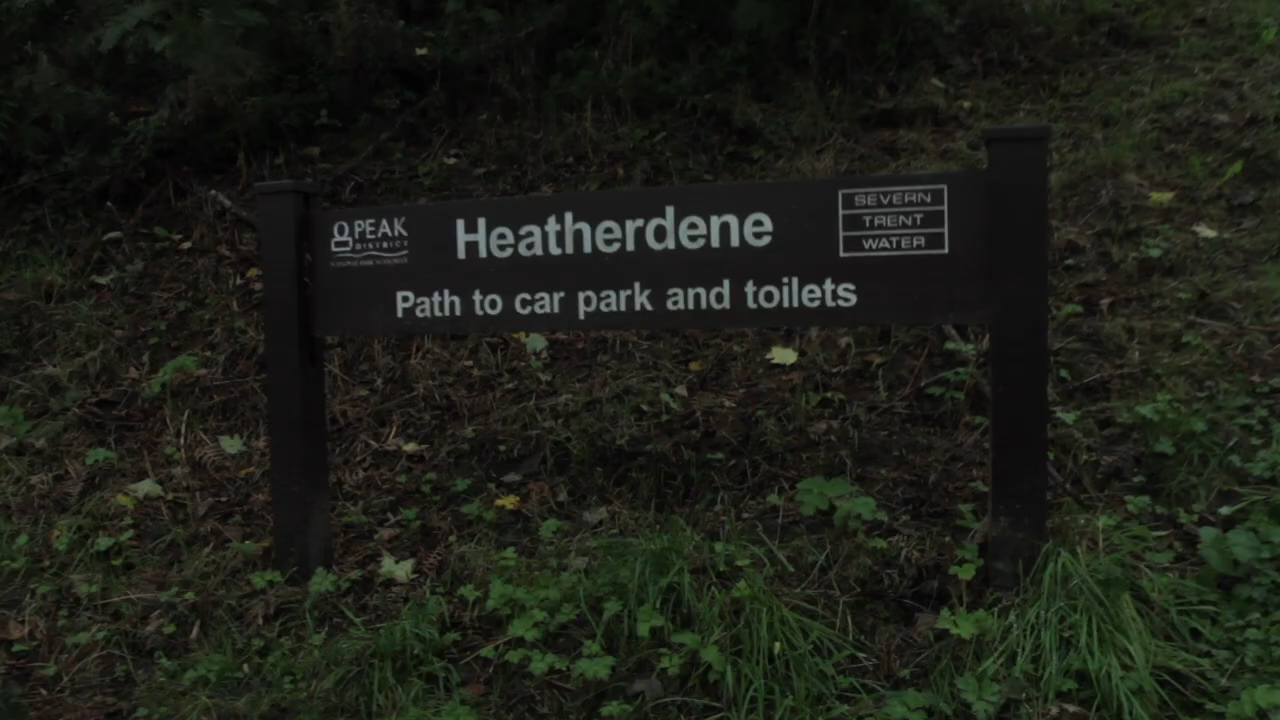 PEAK
DISTRICT
Heatherdene
SEVERN
TRENT
WATER
Path to car park and toilets